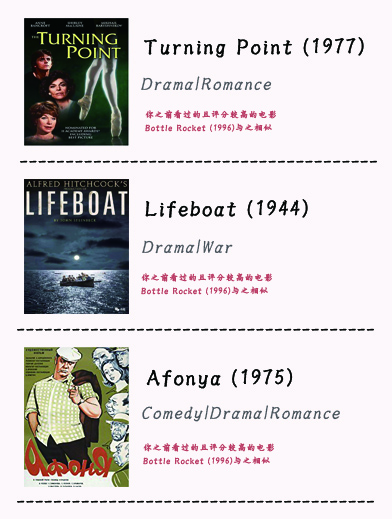 ANNE BANCROFT SHIRLEY MACLAINE MIKHAIL BARYSHNIKOV
THE TURNING
POINT
NOMINATED FOR
11 ACADEMY AWARDS
INCLUDING
BEST PICTURE
Turning Point (1977)
Drama|Romance
你之前看过的且评分较高的电影
Bottle Rocket (1996)与之相似
ALFRED HITCHCOCK'S
LIFEBOAT
BY JOHN STEINBECK
Lifeboat (1944)
Drama|War
你之前看过的且评分较高的电影
Bottle Rocket (1996)与之相似
Афоня
Afonya (1975)
Comedy|Drama|Romance
你之前看过的且评分较高的电影
Bottle Rocket (1996)与之相似